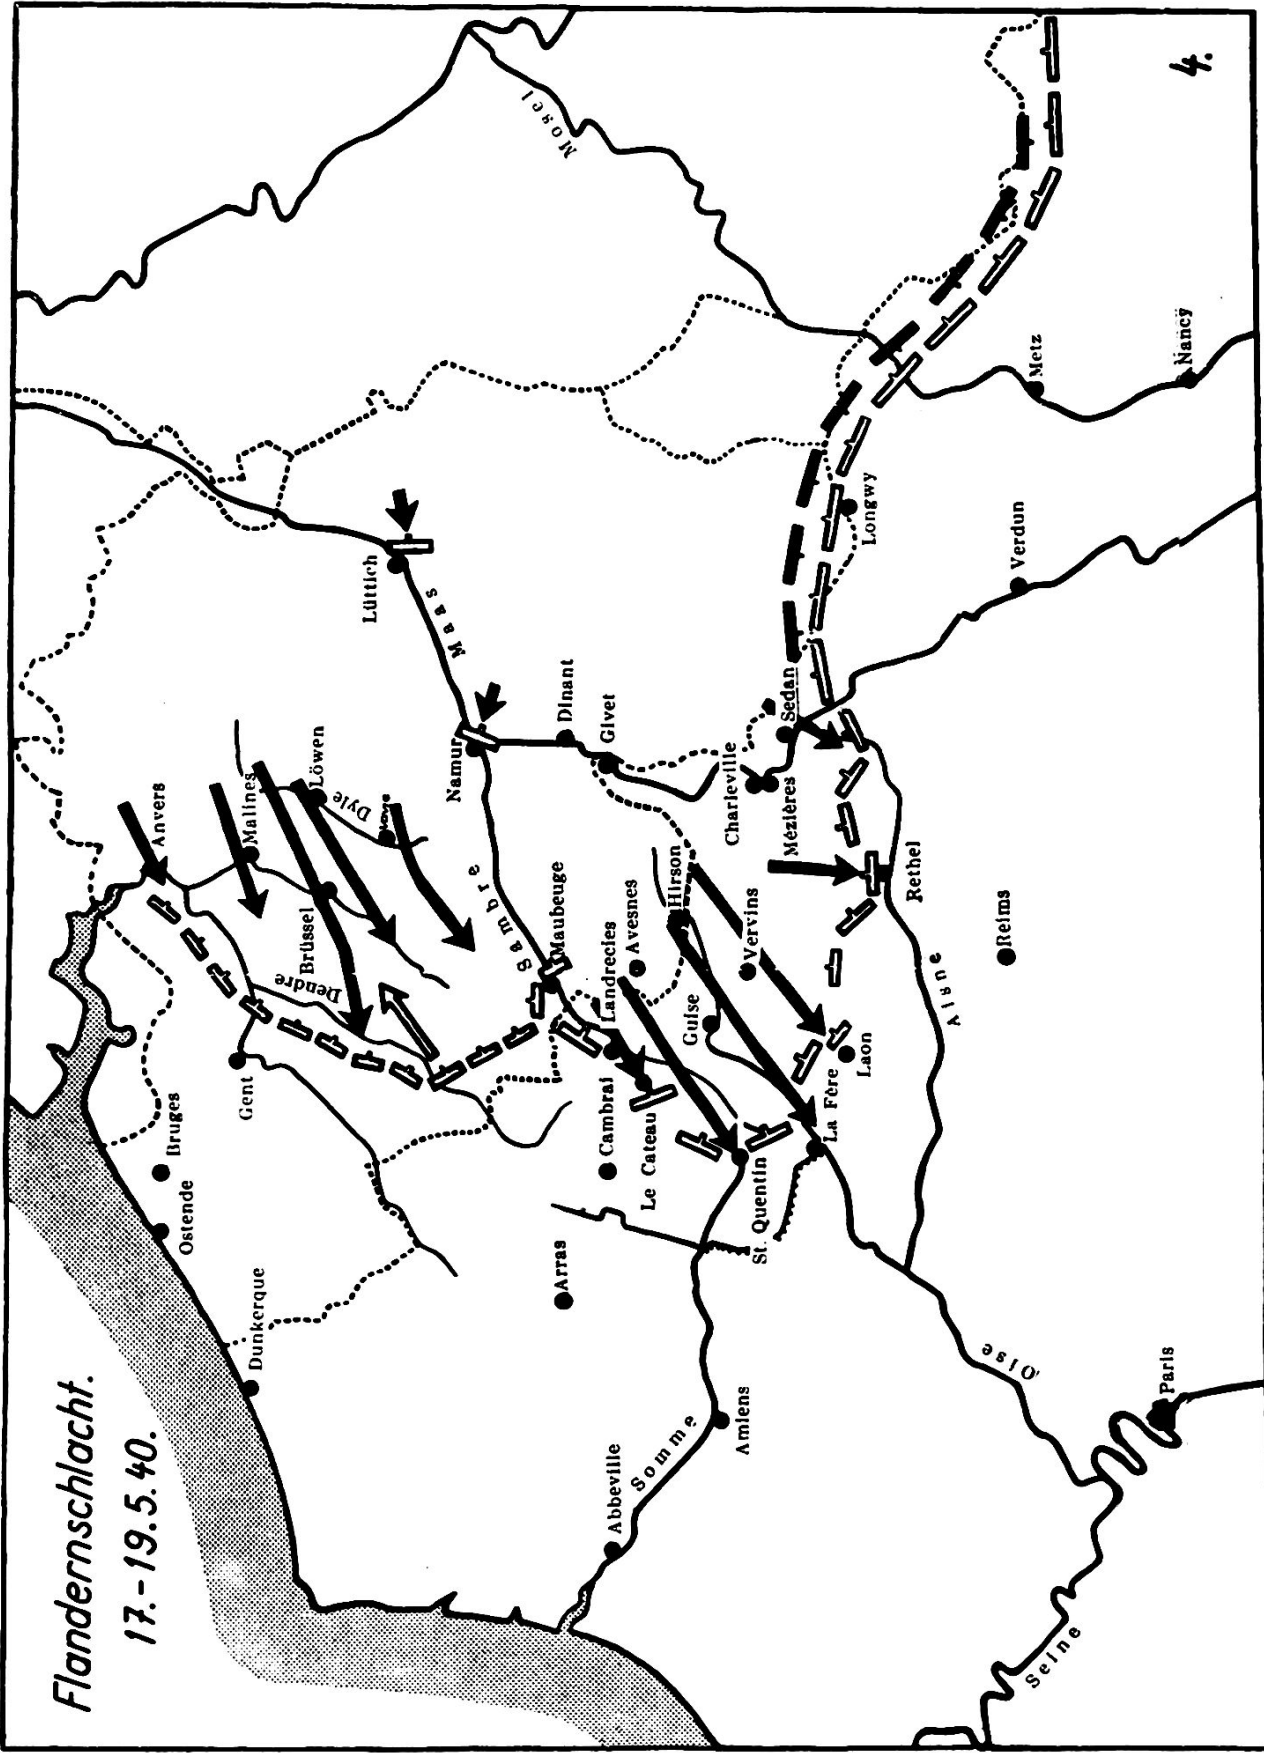 Flandernschlacht.
17.-19.5.40.
4.
Mosel
Maas
Lüttich
Namur
Dinant
Givet
Anvers
Malines
Löwen
Dyle
Brüssel
Dendre
Gent
Bruges
Ostende
Dunkerque
Sambre
Maubeuge
Landrecies
Avesnes
Hirson
Vervins
Guise
Cambrai
Le Cateau
St. Quentin
La Fère
Laon
Arras
Abbeville
Somme
Amiens
Charleville
Mézières
Sedan
Rethel
Reims
Aisne
Longwy
Verdun
Metz
Nancÿ
Oise
Paris
Seine